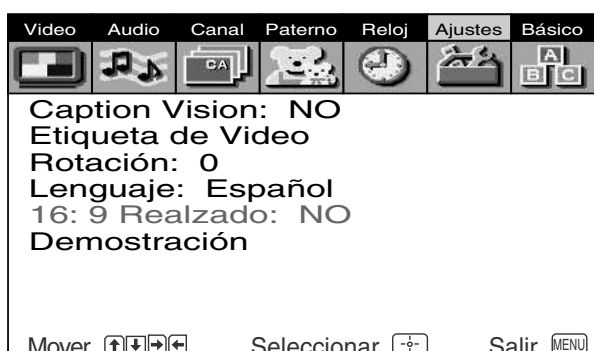 Video Audio Canal Paterno Reloj Ajustes Básico
CA
A
B C
Caption Vision: NO
Etiqueta de Video
Rotación: 0
Lenguaje: Español
16: 9 Realzado: NO
Demostración
Mover Seleccionar Salir MENU